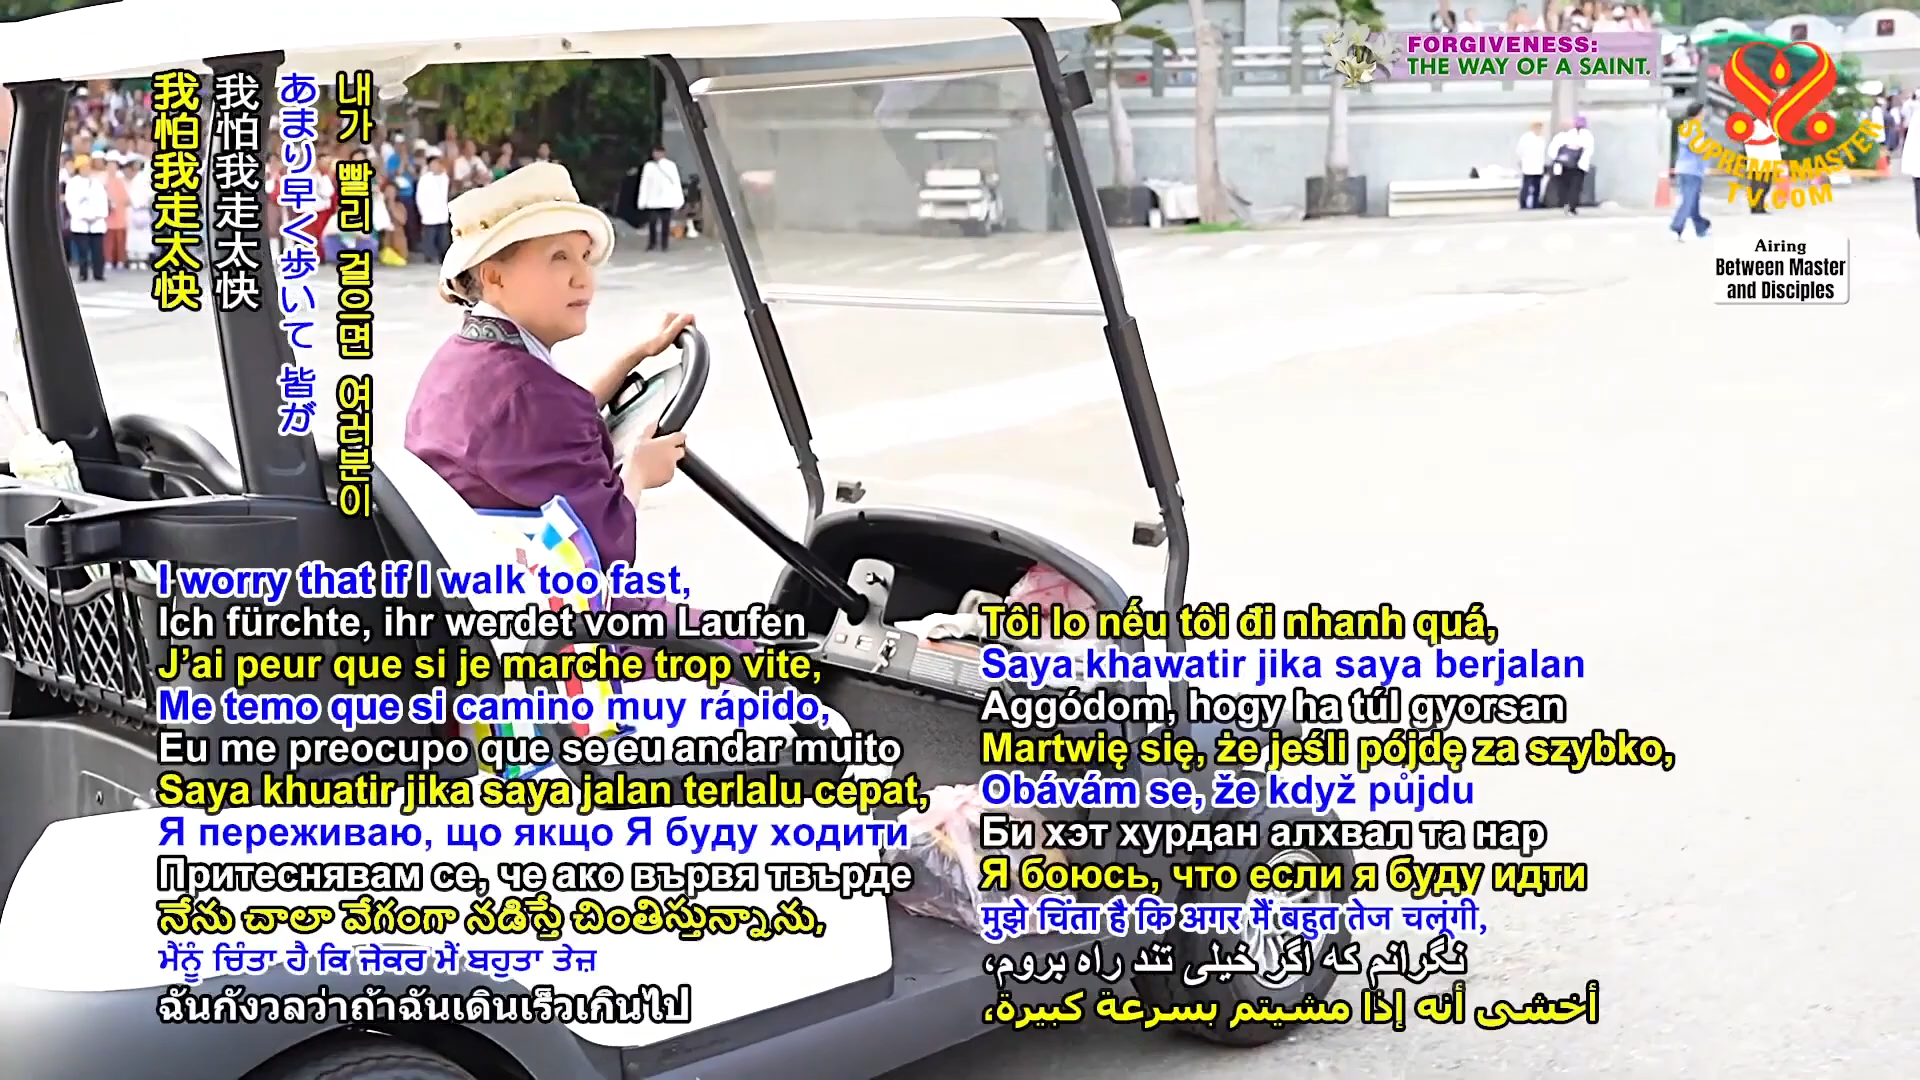 FORGIVENESS:
THE WAY OF A SAINT.
SUPREMEMASTERTV.COM
Airing
Between Master
and Disciples
我怕我走太快
我怕我走太快
あまり早く歩いて 皆が
내가 빨리 걸으면 여러분이
I worry that if I walk too fast,
Ich fürchte, ihr werdet vom Laufen
J’ai peur que si je marche trop vite,
Me temo que si camino muy rápido,
Eu me preocupo que se eu andar muito
Saya khuatir jika saya jalan terlalu cepat,
Я переживаю, що якщо Я буду ходити
Притеснявам се, че ако вървя твърде
నేను చాలా వేగంగా నడిస్తే చింతిస్తున్నాను,
ਮੈਂਨੂੰ ਚਿੰਤਾ ਹੈ ਕਿ ਜੇਕਰ ਮੈਂ ਬਹੁਤਾ ਤੇਜ਼
ฉันกังวลว่าถ้าฉันเดินเร็วเกินไป
Tôi lo nếu tôi đi nhanh quá,
Saya khawatir jika saya berjalan
Aggódom, hogy ha túl gyorsan
Martwię się, że jeśli pójdę za szybko,
Obávám se, že když půjdu
Би хэт хурдан алхвал та нар
Я боюсь, что если я буду идти
मुझे चिंता है कि अगर मैं बहुत तेज चलूंगी,
نگرانم که اگر خیلی تند راه بروم،
أخشى أنه إذا مشيتم بسرعة كبيرة،